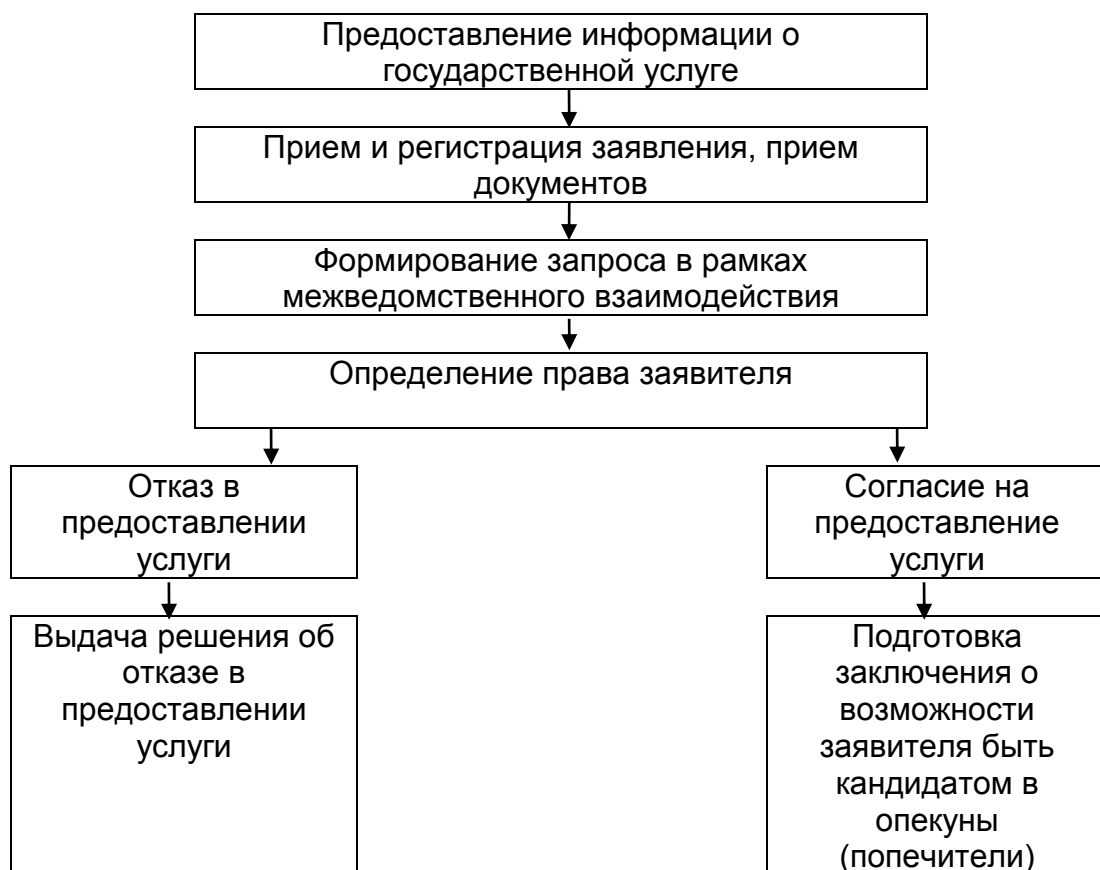 Предоставление информации о
государственной услуге
Прием и регистрация заявления, прием
документов
Формирование запроса в рамках
межведомственного взаимодействия
Определение права заявителя
Отказ в
предоставлении
услуги
Согласие на
предоставление
услуги
Выдача решения об
отказе в
предоставлении
услуги
Подготовка
заключения о
возможности
заявителя быть
кандидатом в
опекуны
(попечители)